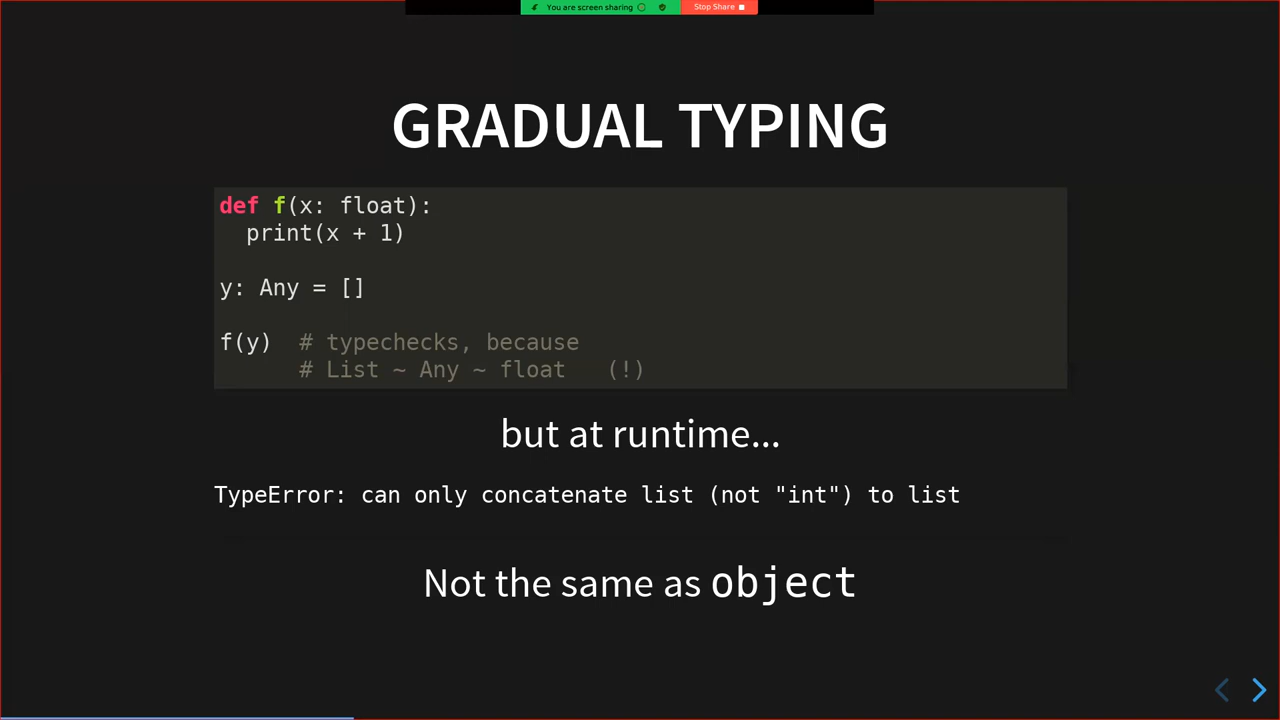 You are screen sharing
Stop Share
GRADUAL TYPING
def f(x: float):
  print(x + 1)
y: Any = []
f(y)  # typechecks, because
      # List ~ Any ~ float   (!)
but at runtime...
TypeError: can only concatenate list (not "int") to list
Not the same as object